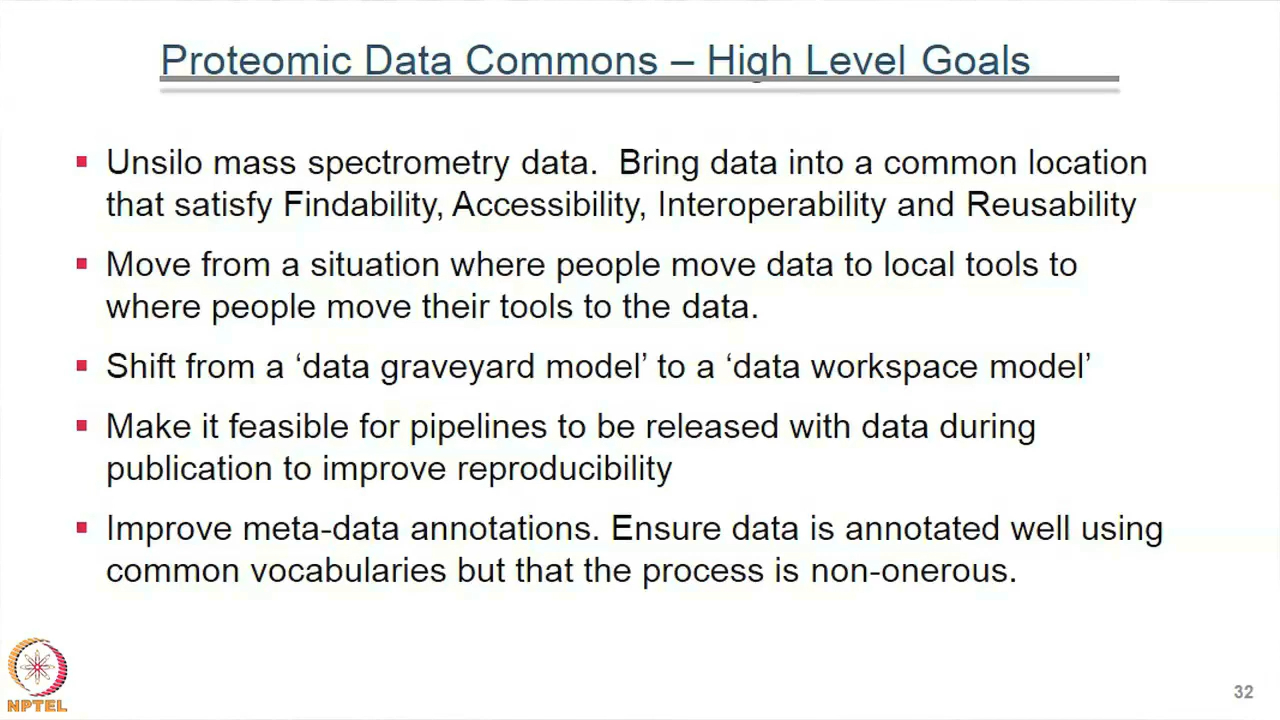 Proteomic Data Commons – High Level Goals
▪ Unsilo mass spectrometry data.  Bring data into a common location
that satisfy Findability, Accessibility, Interoperability and Reusability
▪ Move from a situation where people move data to local tools to
where people move their tools to the data.
▪ Shift from a ‘data graveyard model’ to a ‘data workspace model’
▪ Make it feasible for pipelines to be released with data during
publication to improve reproducibility
▪ Improve meta-data annotations. Ensure data is annotated well using
common vocabularies but that the process is non-onerous.
NPTEL
32